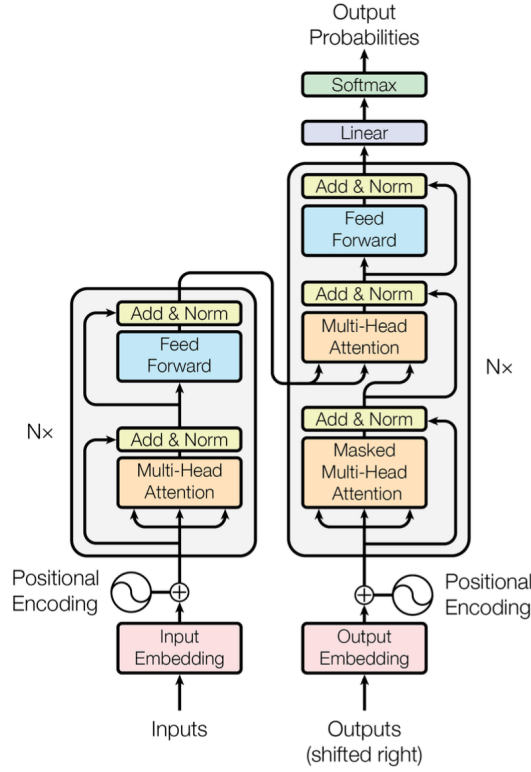 Output
Probabilities
Softmax
Linear
Add & Norm
Feed
Forward
Add & Norm
Multi-Head
Attention
Add & Norm
Masked
Multi-Head
Attention
N×
Add & Norm
Feed
Forward
Add & Norm
Multi-Head
Attention
N×
Positional
Encoding
Positional
Encoding
Input
Embedding
Output
Embedding
Inputs
Outputs
(shifted right)